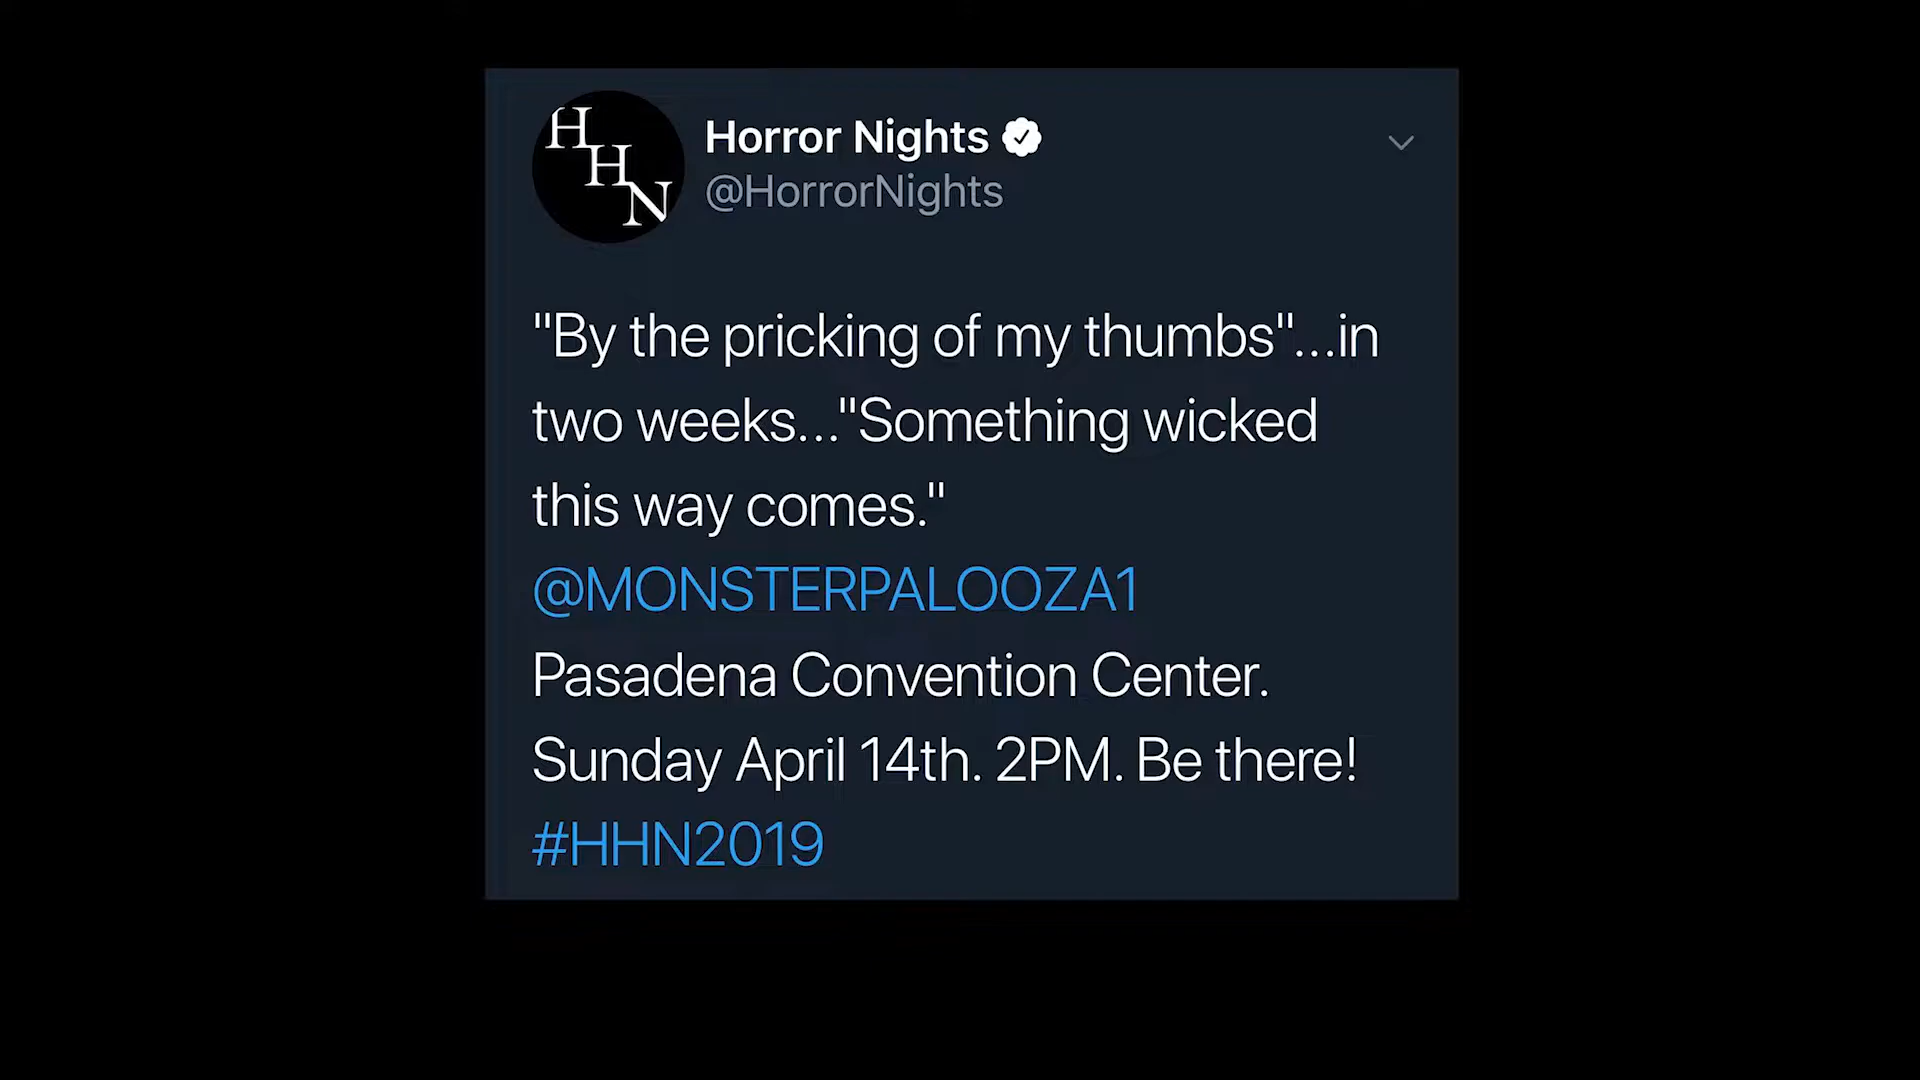 H
H
N
Horror Nights
@HorrorNights
"By the pricking of my thumbs"...in
two weeks..."Something wicked
this way comes."
@MONSTERPALOOZA1
Pasadena Convention Center.
Sunday April 14th. 2PM. Be there!
#HHN2019